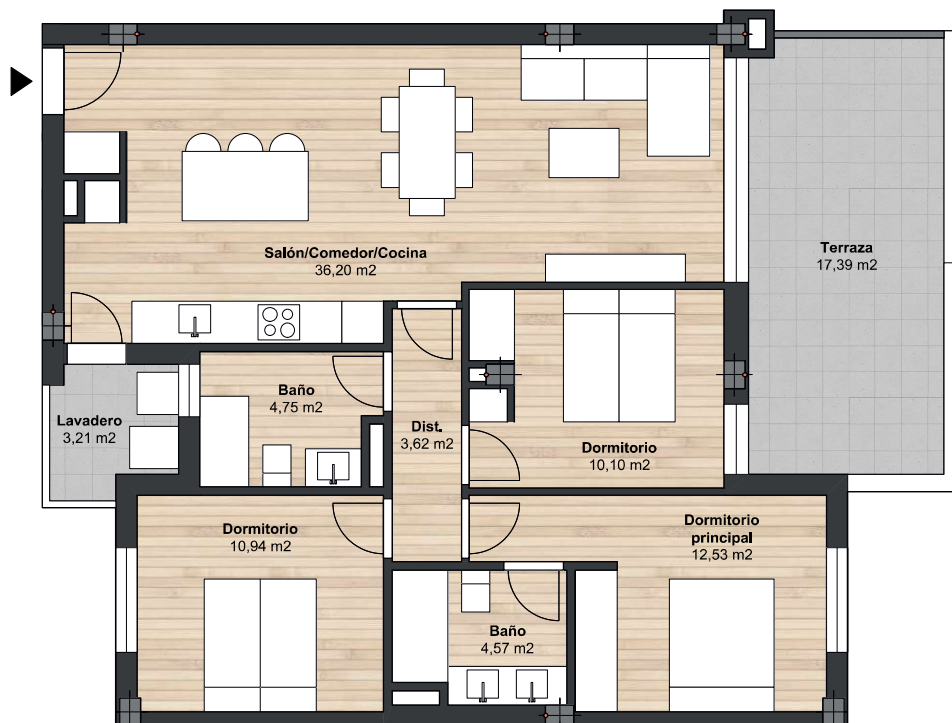 Salón/Comedor/Cocina
36,20 m2
Terraza
17,39 m2
Baño
4,75 m2
Lavadero
3,21 m2
Dist.
3,62 m2
Dormitorio
10,10 m2
Dormitorio
10,94 m2
Dormitorio
principal
12,53 m2
Baño
4,57 m2